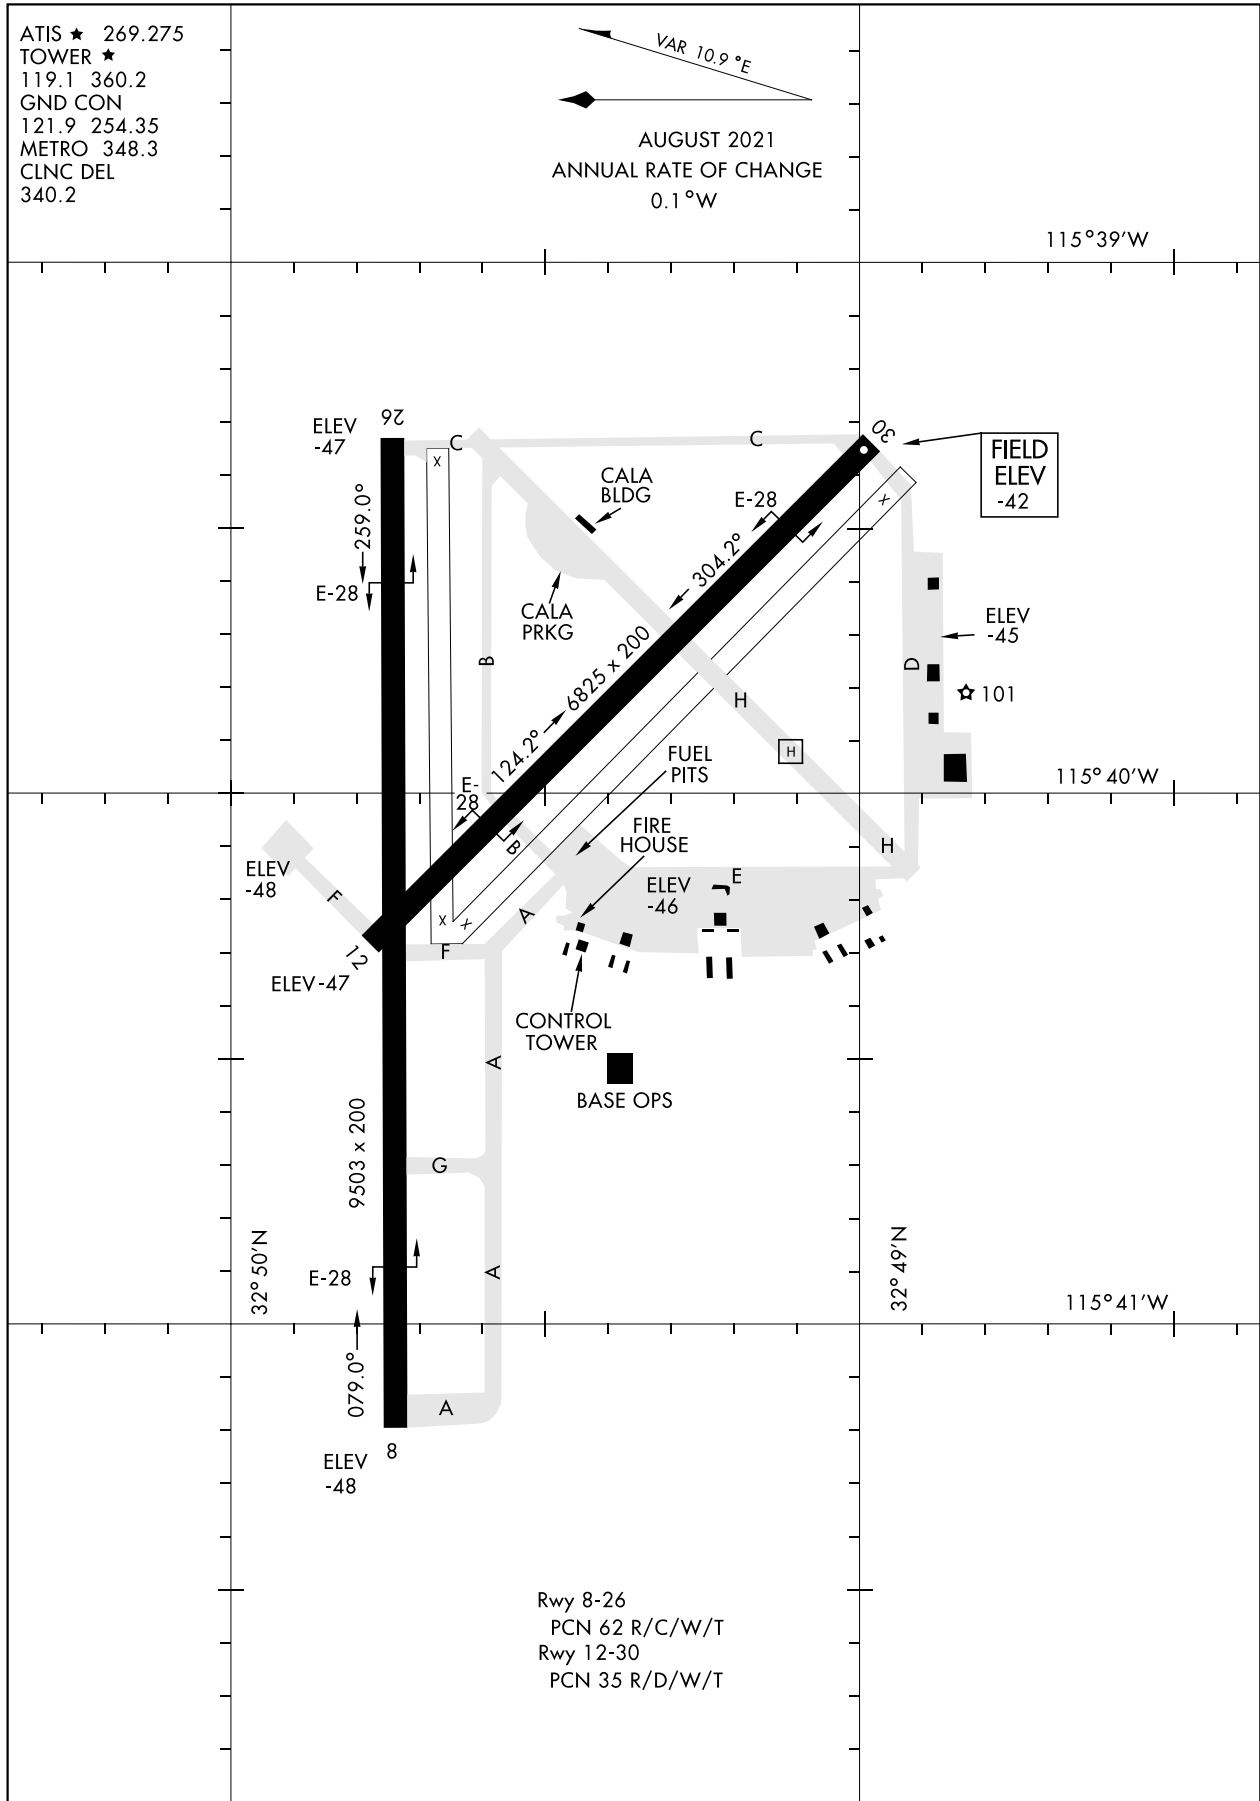 ATIS ★ 269.275
TOWER ★
119.1 360.2
GND CON
121.9 254.35
METRO 348.3
CLNC DEL
340.2
VAR 10.9 °E
AUGUST 2021
ANNUAL RATE OF CHANGE
0.1°W
115°39'W
ELEV
-47
26
C
C
30
FIELD
ELEV
-42
X
CALA
BLDG
E-28
X
259.0°
304.2°
E-28
CALA
PRKG
ELEV
-45
B
6825 x 200
D
101
H
124.2°
H
FUEL
PITS
115°40'W
E-
28
FIRE
HOUSE
B
H
ELEV
-48
F
ELEV
-46
E
A
X
X
12
F
ELEV-47
CONTROL
TOWER
A
BASE OPS
9503 x 200
G
32°50'N
32°49'N
A
E-28
115°41'W
079.0°
A
8
ELEV
-48
Rwy 8-26
PCN 62 R/C/W/T
Rwy 12-30
PCN 35 R/D/W/T